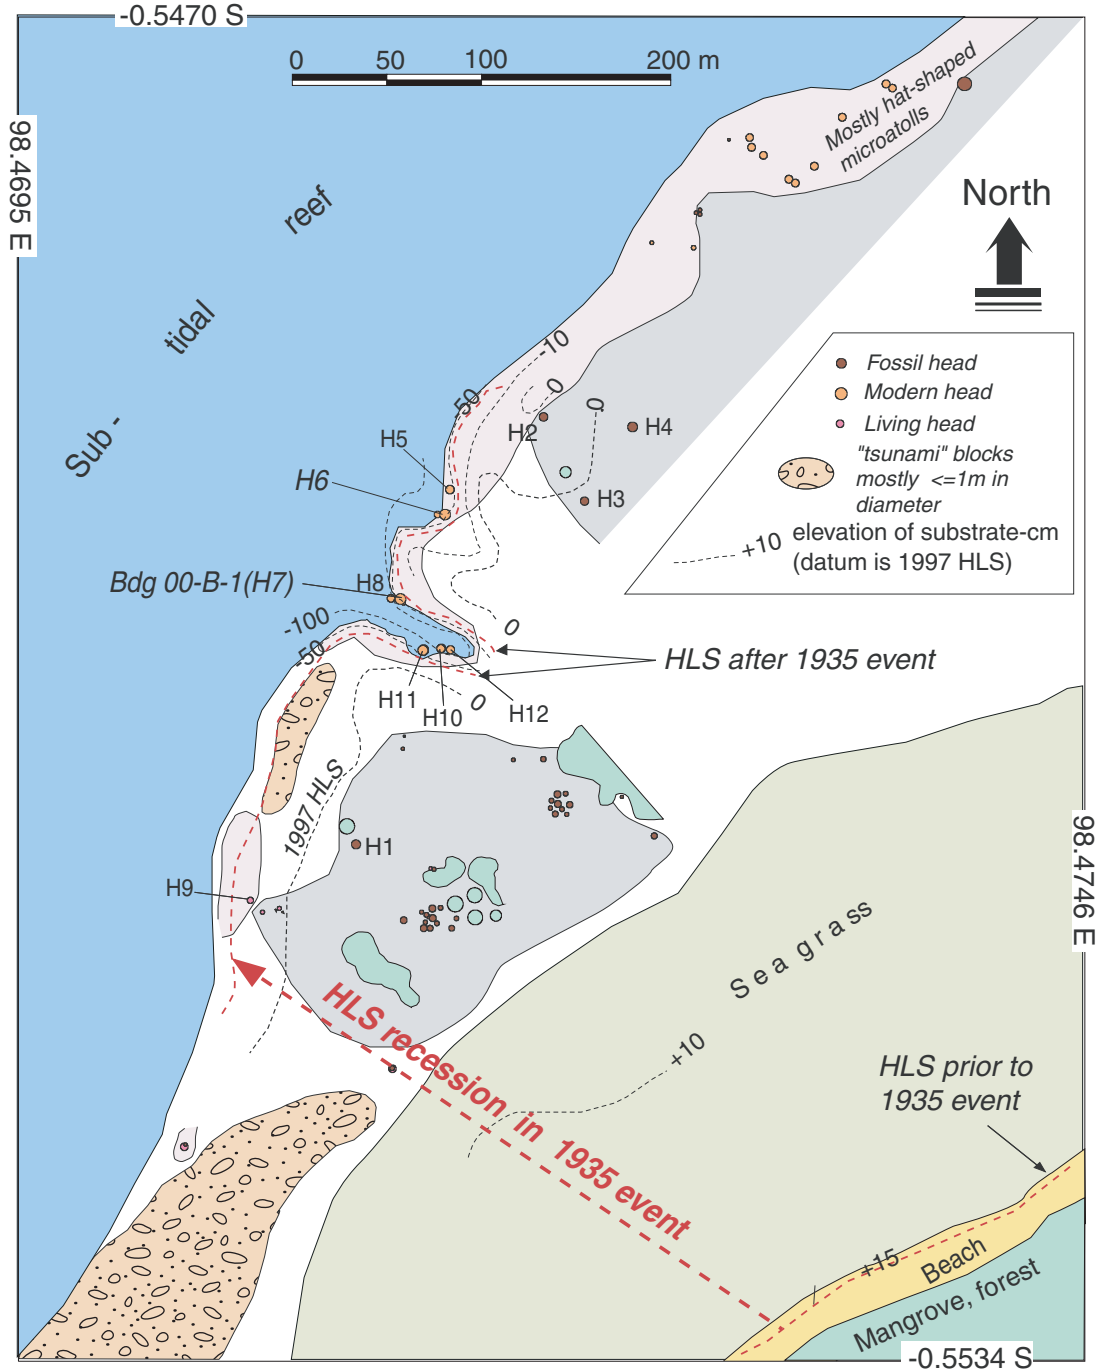 -0.5470 S
0 50 100 200 m
98.4695 E
Mostly hat-shaped
microatolls
reef
North
tidal
Sub -
Fossil head
Modern head
Living head
"tsunami" blocks
mostly <=1m in
diameter
+10 elevation of substrate-cm
(datum is 1997 HLS)
-10
-50
0
0
H2
H4
H5
H6
H3
Bdg 00-B-1(H7)
H8
-100
0
-50
HLS after 1935 event
H11
H10
H12
0
1997 HLS
H1
98.4746 E
H9
Sea grass
HLS recession in 1935 event
+10
HLS prior to
1935 event
+15
Beach
Mangrove, forest
-0.5534 S